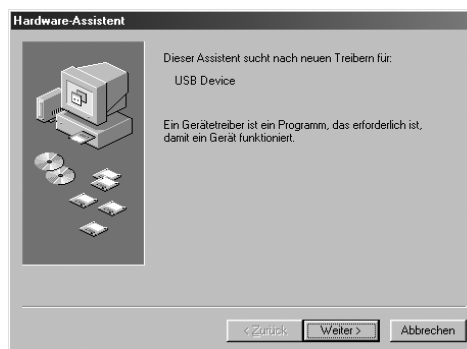 Hardware-Assistent
Dieser Assistent sucht nach neuen Treibern für:
USB Device
Ein Gerätetreiber ist ein Programm, das erforderlich ist,
damit ein Gerät funktioniert.
< Zurück Weiter > Abbrechen